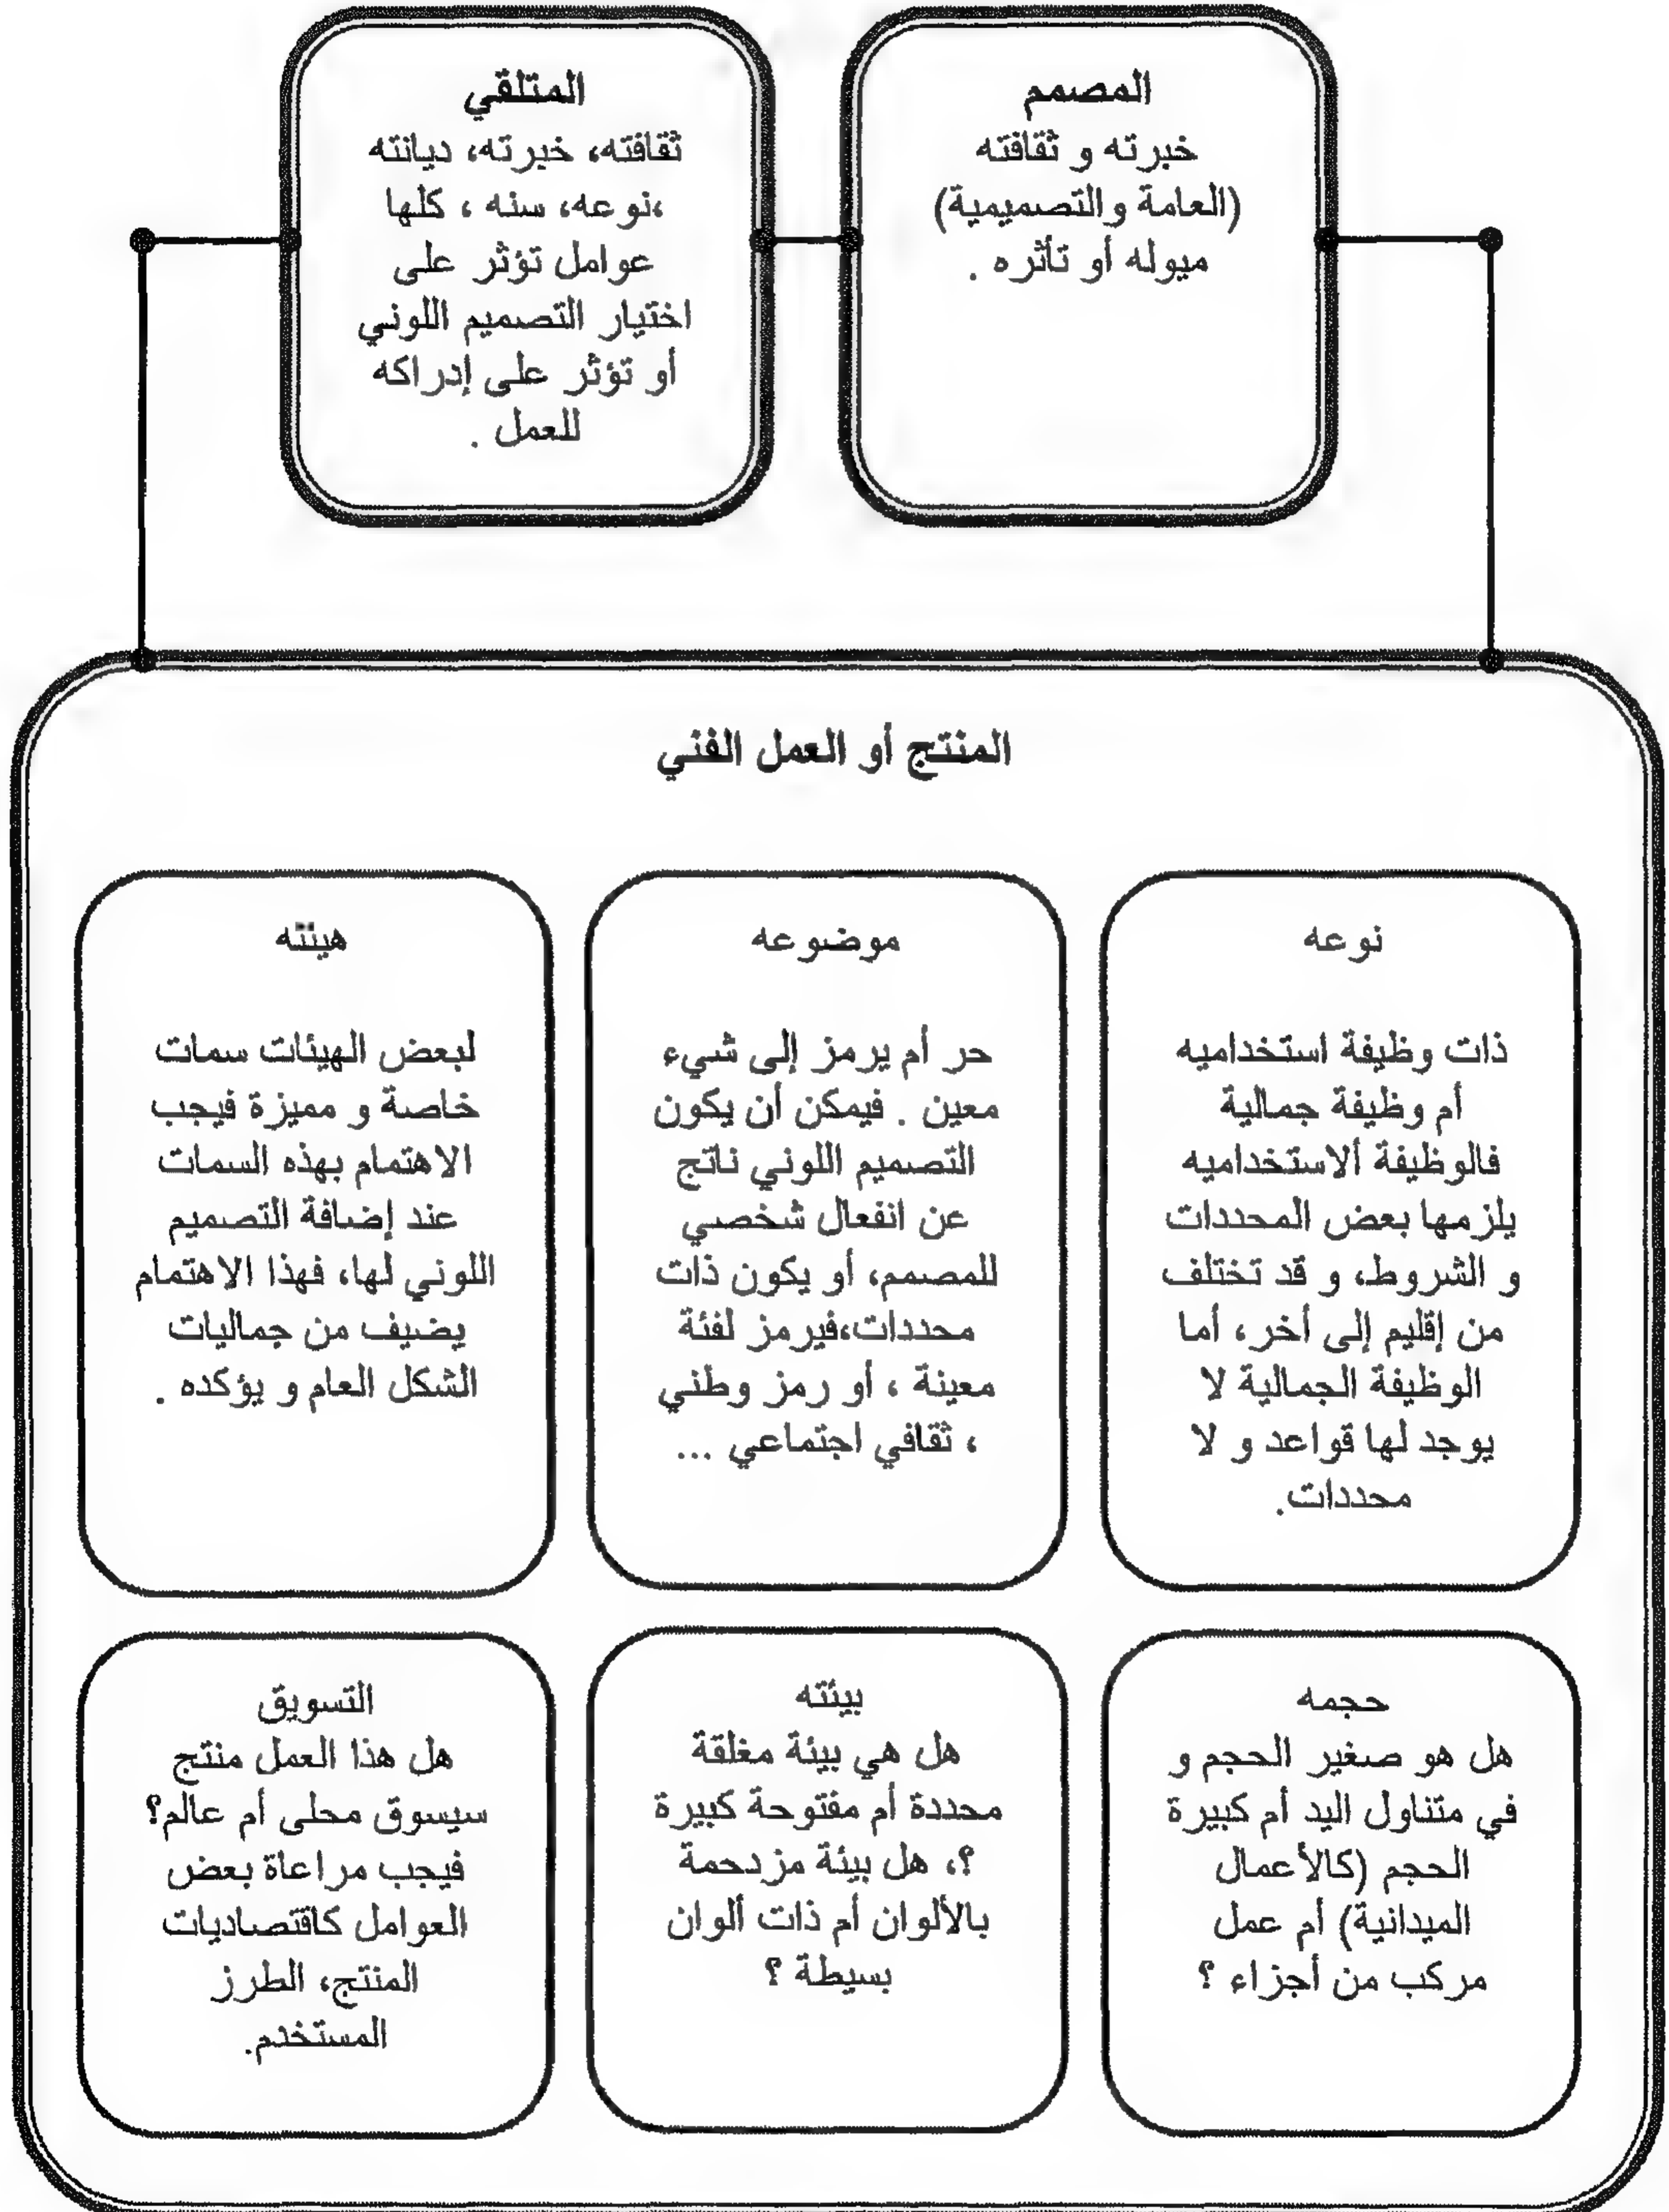 المصمم
خبرته و ثقافته
(العامة والتصميمية)
ميوله أو تأثره .
المتلقي
ثقافته، خبرته، ديانته
،نوعه، سنه ، كلها
عوامل تؤثر على
اختيار التصميم اللوني
أو تؤثر على إدراكه
للعمل .
المنتج أو العمل الفني
نوعه
ذات وظيفة استخداميه
أم وظيفة جمالية
فالوظيفة ألاستخداميه
يلزمها بعض المحددات
و الشروط، و قد تختلف
من إقليم إلى أخر، أما
الوظيفة الجمالية لا
يوجد لها قواعد و لا
محددات.
موضوعه
حر أم يرمز إلى شيء
معين . فيمكن أن يكون
التصميم اللوني ناتج
عن انفعال شخصي
للمصمم، أو يكون ذات
محددات،فيرمز لفئة
معينة ، أو رمز وطني
، ثقافي اجتماعي ...
هيئته
لبعض الهيئات سمات
خاصة و مميزة فيجب
الاهتمام بهذه السمات
عند إضافة التصميم
اللوني لها، فهذا الاهتمام
يضيف من جماليات
الشكل العام و يؤكده .
حجمه
هل هو صغير الحجم و
في متناول اليد أم كبيرة
الحجم (كالأعمال
الميدانية) أم عمل
مركب من أجزاء ؟
بيئته
هل هي بيئة مغلقة
محددة أم مفتوحة كبيرة
؟، هل بيئة مزدحمة
بالألوان أم ذات ألوان
بسيطة ؟
التسويق
هل هذا العمل منتج
سيسوق محلى أم عالم؟
فيجب مراعاة بعض
العوامل كاقتصاديات
المنتج، الطرز
المستخدم.